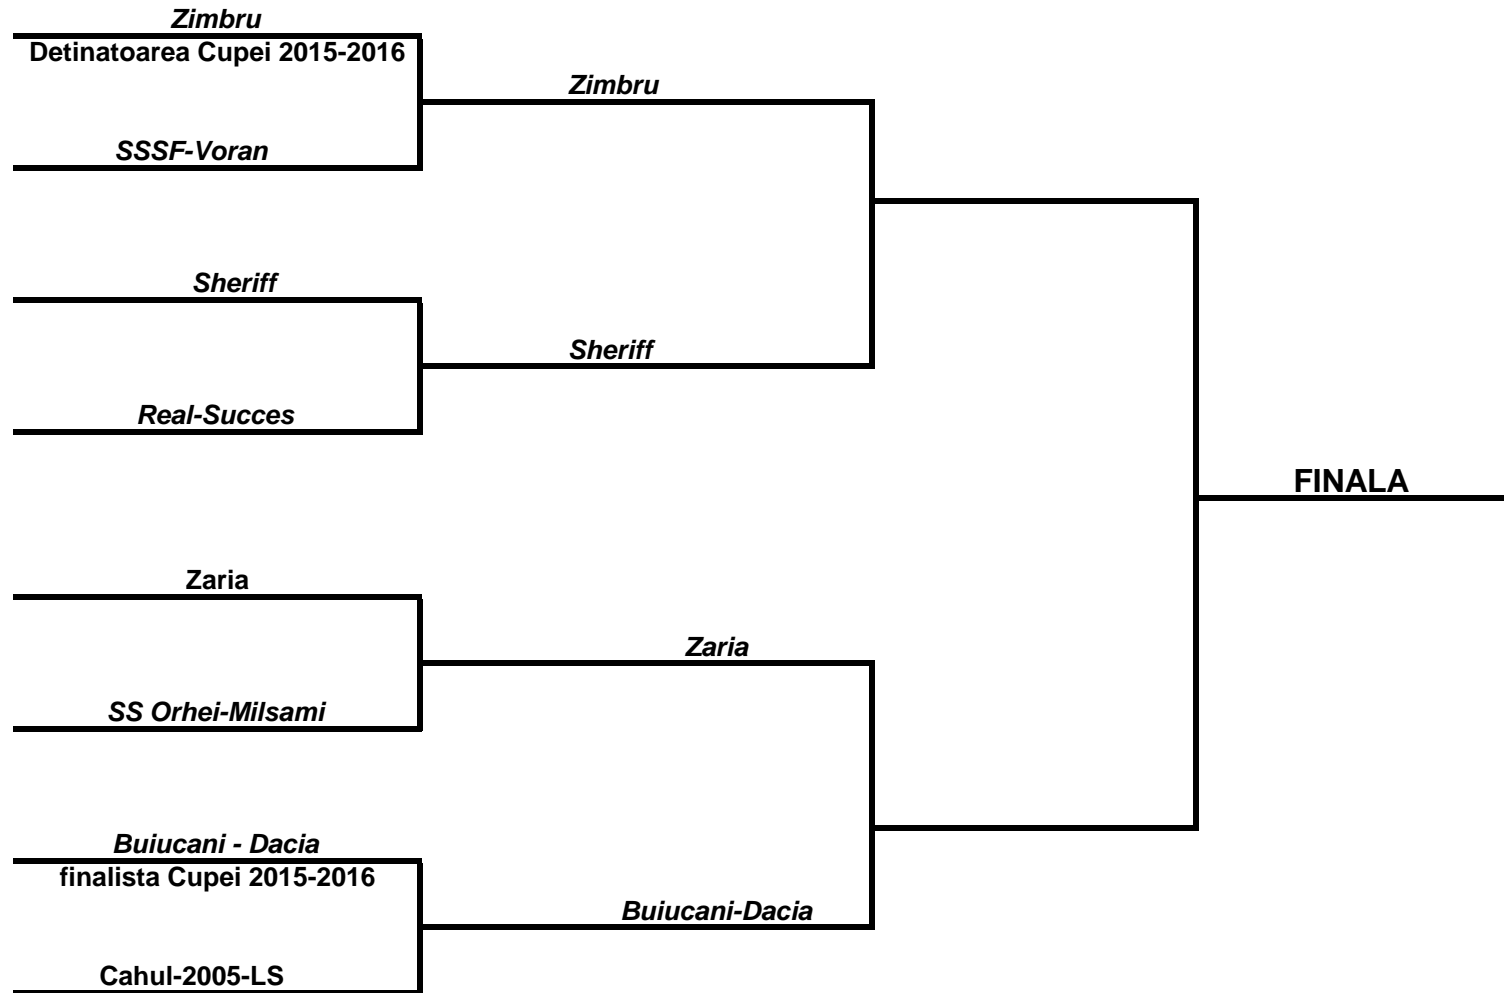 Zimbru
Detinatoarea Cupei 2015-2016
Zimbru
SSSF-Voran
Sheriff
Sheriff
Real-Succes
FINALA
Zaria
Zaria
SS Orhei-Milsami
Buiucani - Dacia
finalista Cupei 2015-2016
Buiucani-Dacia
Cahul-2005-LS